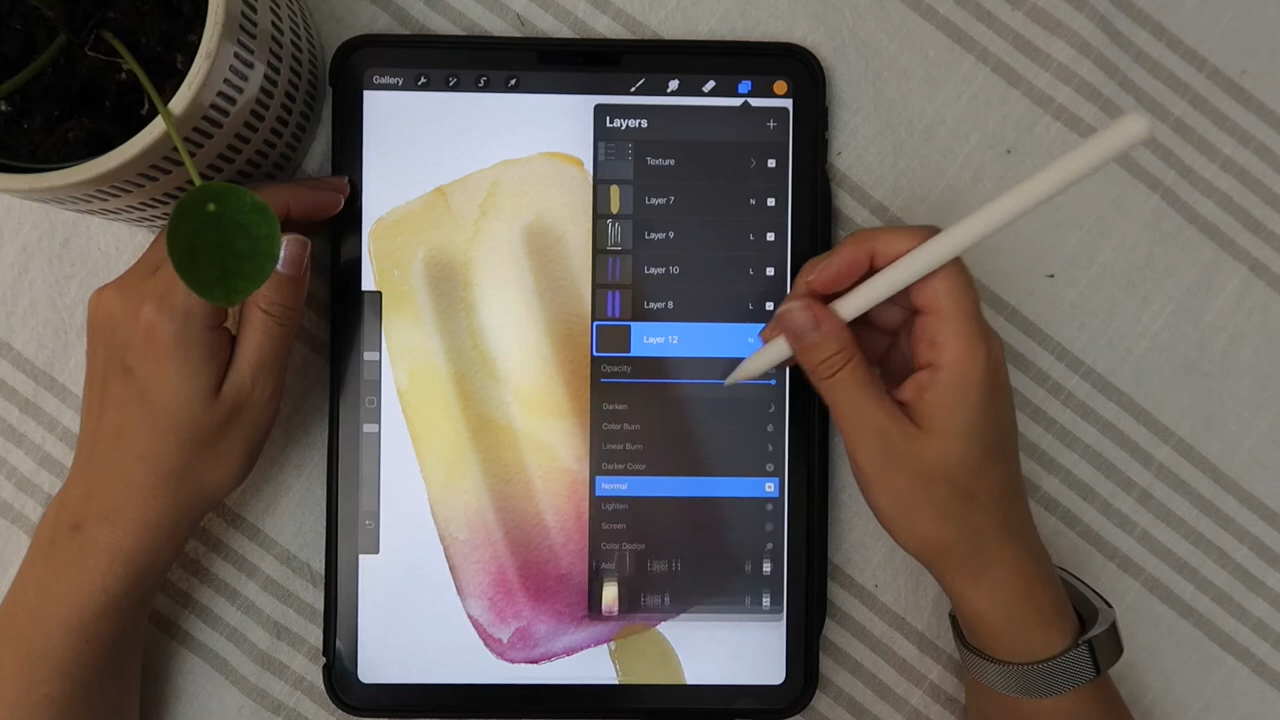 Gallery
Layers
Texture
Layer 7 N
Layer 9 L
Layer 10 L
Layer 8 L
Layer 12 N
Opacity
Darken
Color Burn
Linear Burn
Darker Color
Normal
Lighten
Screen
Color Dodge
Add
Layer 11